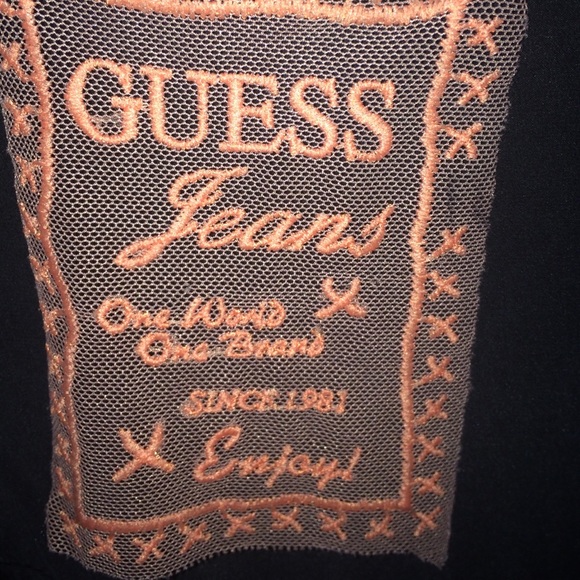 GUESS
Jeans
One World
One Brand
SINCE 1981
Enjoy!